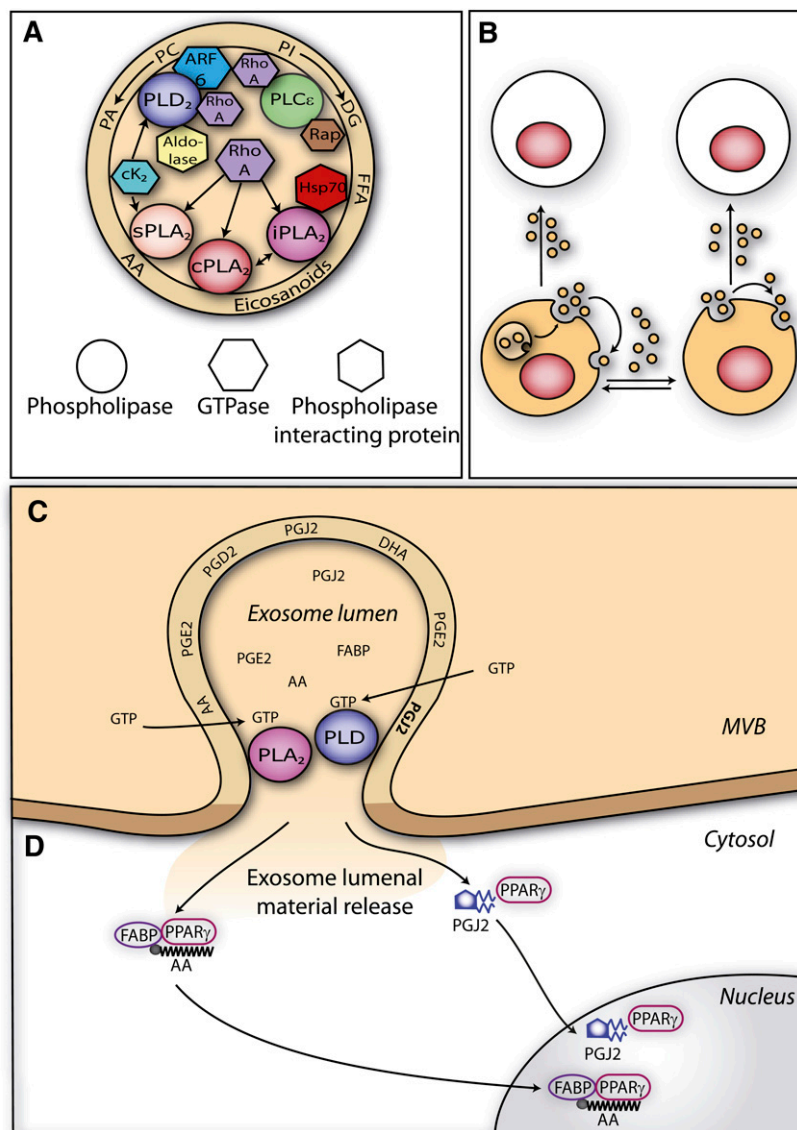 A
PC
PI
PA
DG
ARF
6
Rho
A
PLD₂
Rho
A
PLCε
Aldo-
lase
Rho
A
Rap
cK₂
Hsp70
FFA
sPLA₂
iPLA₂
cPLA₂
AA
Eicosanoids
Phospholipase
GTPase
Phospholipase
interacting protein
B
C
PGJ2
PGD2
DHA
PGJ2
Exosome lumen
PGE2
PGE2
PGE2
FABP
AA
AA
GTP
GTP
GTP
GTP
PGJ2
PLA₂
PLD
MVB
D
Cytosol
Exosome lumenal
material release
PPARγ
PGJ2
FABP
PPARγ
AA
Nucleus
PPARγ
PGJ2
FABP
PPARγ
AA